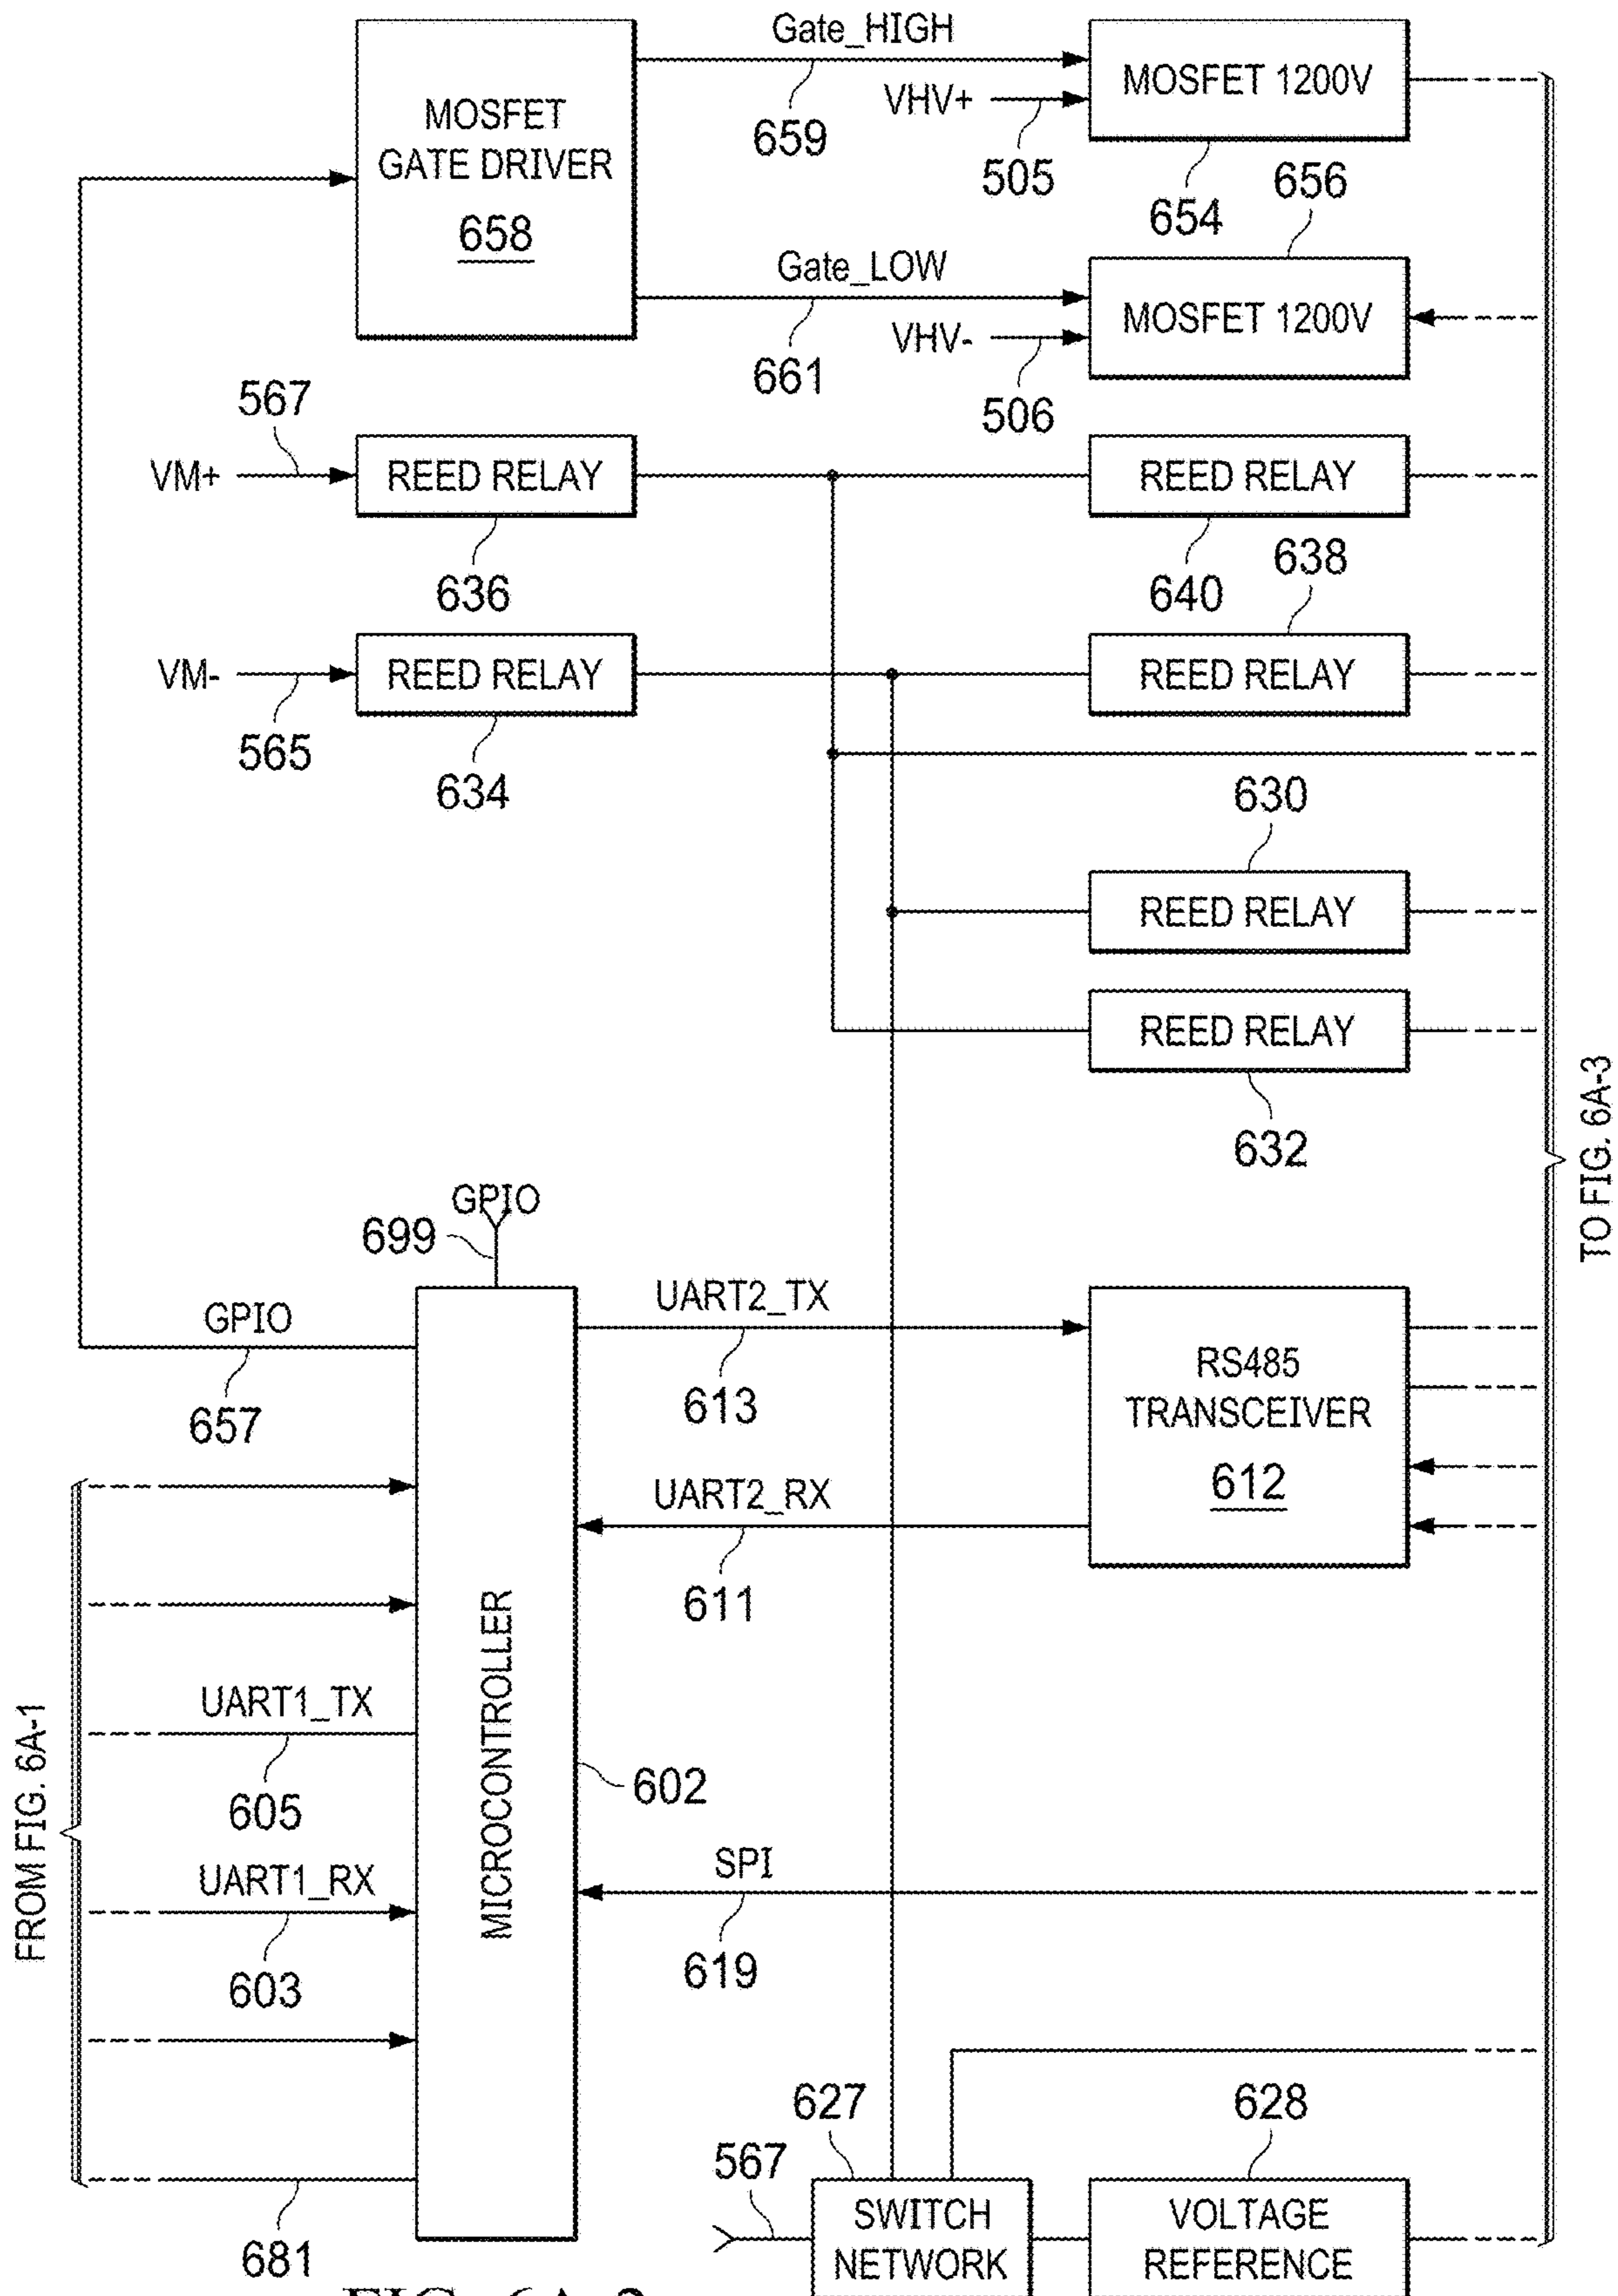 Gate_HIGH
MOSFET
GATE DRIVER
658
659
VHV+
505
MOSFET 1200V
654
656
Gate_LOW
661
VHV-
506
MOSFET 1200V
567
VM+
REED RELAY
636
REED RELAY
640
638
VM-
565
REED RELAY
634
REED RELAY
630
REED RELAY
REED RELAY
632
TO FIG. 6A-3
GPIO
699
GPIO
657
UART2_TX
613
RS485
TRANSCEIVER
612
UART2_RX
611
MICROCONTROLLER
602
FROM FIG. 6A-1
UART1_TX
605
UART1_RX
603
SPI
619
681
627
567
SWITCH
NETWORK
628
VOLTAGE
REFERENCE